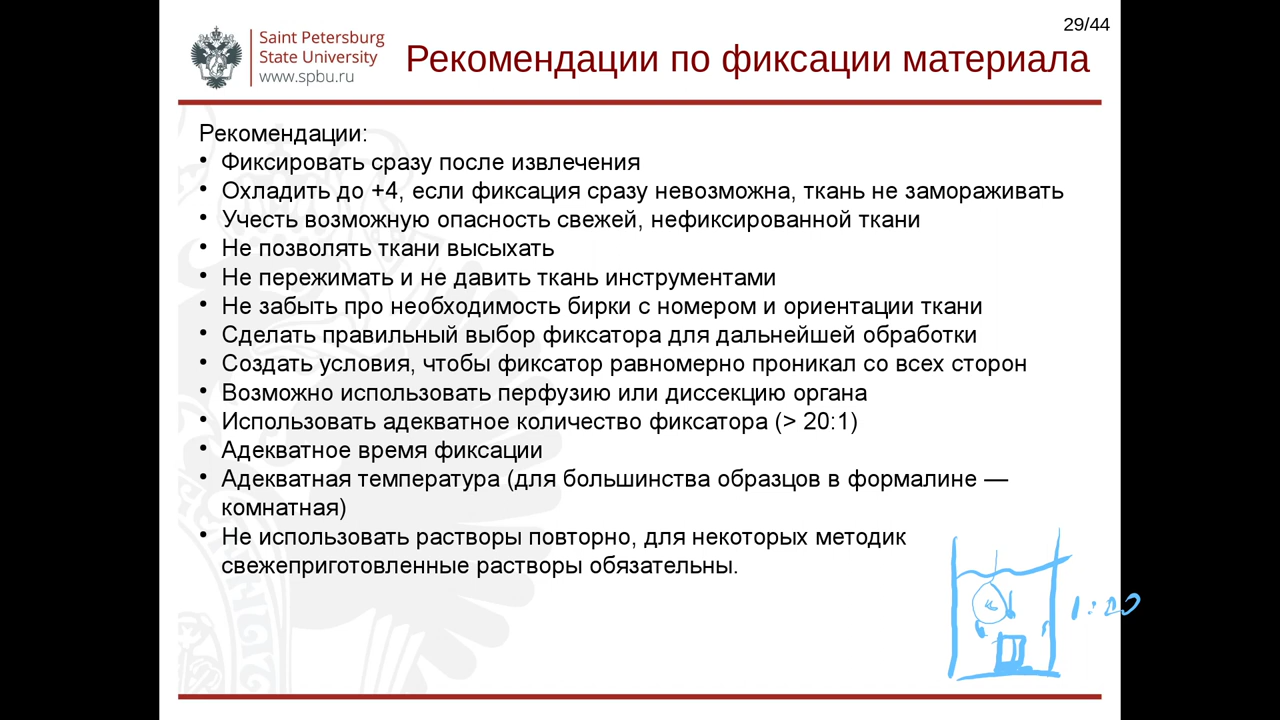 29/44
Saint Petersburg
State University
www.spbu.ru
Рекомендации по фиксации материала
Рекомендации:
• Фиксировать сразу после извлечения
• Охладить до +4, если фиксация сразу невозможна, ткань не замораживать
• Учесть возможную опасность свежей, нефиксированной ткани
• Не позволять ткани высыхать
• Не пережимать и не давить ткань инструментами
• Не забыть про необходимость бирки с номером и ориентации ткани
• Сделать правильный выбор фиксатора для дальнейшей обработки
• Создать условия, чтобы фиксатор равномерно проникал со всех сторон
• Возможно использовать перфузию или диссекцию органа
• Использовать адекватное количество фиксатора (> 20:1)
• Адекватное время фиксации
• Адекватная температура (для большинства образцов в формалине —
комнатная)
• Не использовать растворы повторно, для некоторых методик
свежеприготовленные растворы обязательны.
1:20